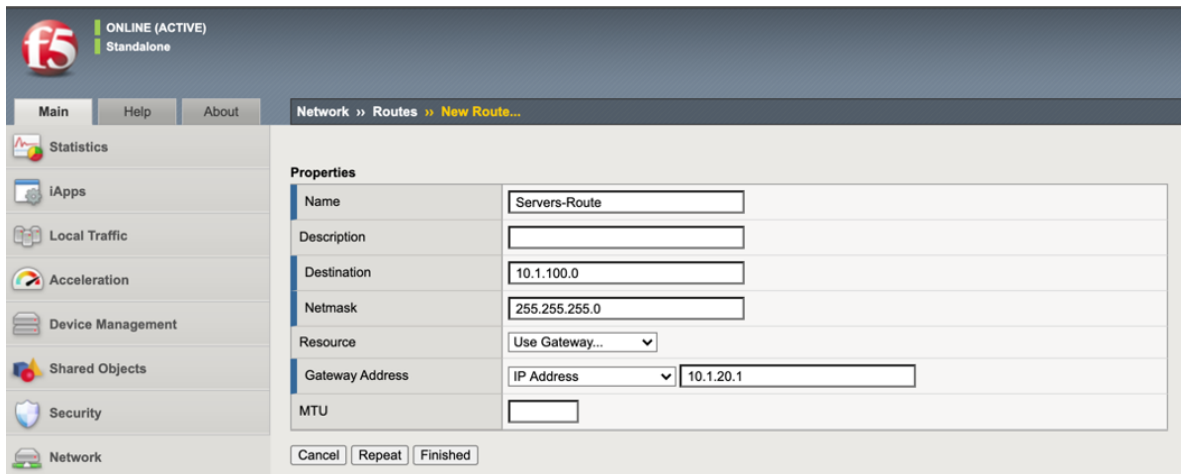 f5
ONLINE (ACTIVE)
Standalone
Main Help About
Network ›› Routes ›› New Route...
Statistics
iApps
Local Traffic
Acceleration
Device Management
Shared Objects
Security
Network
Properties
Name Servers-Route
Description
Destination 10.1.100.0
Netmask 255.255.255.0
Resource Use Gateway...
Gateway Address IP Address 10.1.20.1
MTU
Cancel Repeat Finished